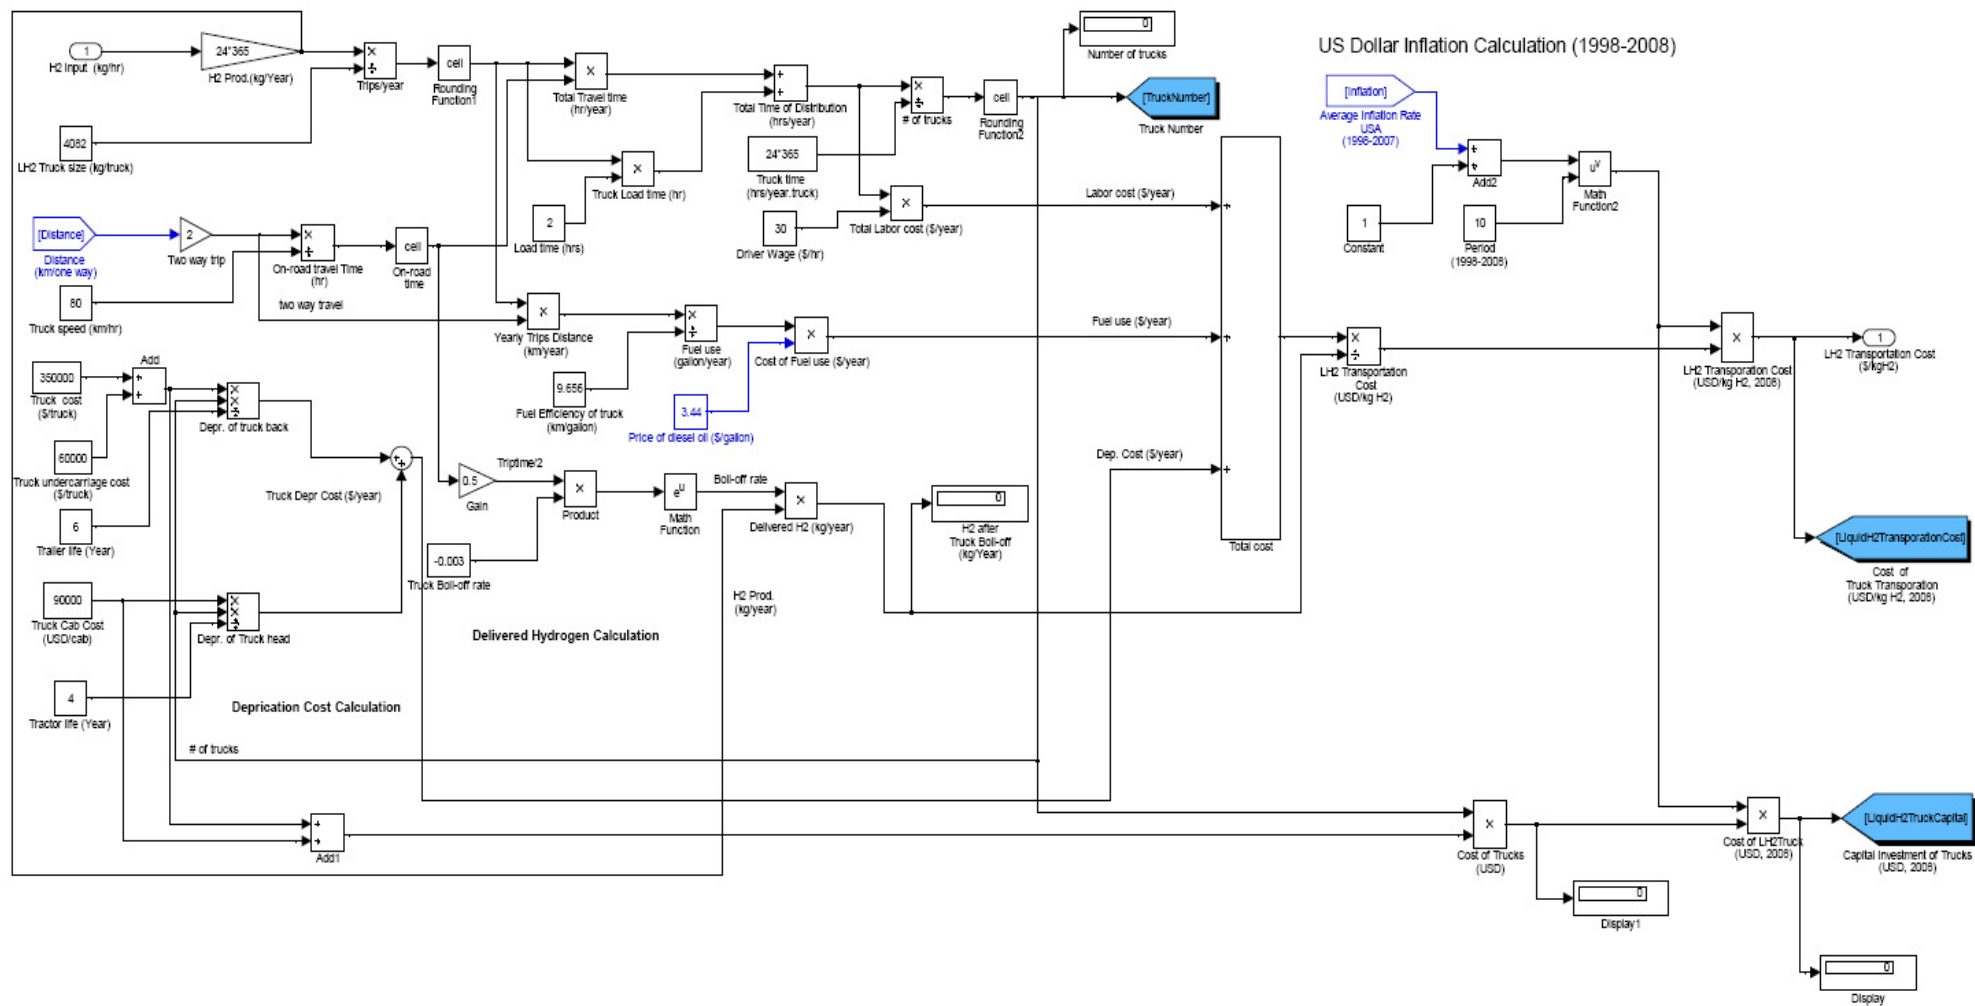 1
H2 Input (kg/hr)
24*365
H2 Prod.(kg/Year)
×
÷
Trips/year
ceil
Rounding
Function1
4082
LH2 Truck size (kg/truck)
×
Total Travel time
(hr/year)
+
+
Total Time of Distribution
(hrs/year)
×
÷
# of trucks
ceil
Rounding
Function2
0
Number of trucks
[TruckNumber]
Truck Number
24*365
Truck time
(hrs/year.truck)
×
Truck Load time (hr)
2
Load time (hrs)
30
Driver Wage ($/hr)
×
Total Labor cost ($/year)
Labor cost ($/year)
US Dollar Inflation Calculation (1998-2008)
[Inflation]
Average Inflation Rate
USA
(1998-2007)
+
+
Add2
1
Constant
10
Period
(1998-2008)
u^v
Math
Function2
[Distance]
Distance
(km/one way)
2
Two way trip
×
÷
On-road travel Time
(hr)
ceil
On-road
time
80
Truck speed (km/hr)
two way travel
×
Yearly Trips Distance
(km/year)
×
÷
Fuel use
(gallon/year)
×
Cost of Fuel use ($/year)
Fuel use ($/year)
9.656
Fuel Efficiency of truck
(km/gallon)
3.44
Price of diesel oil ($/gallon)
+
+
+
Total cost
×
÷
LH2 Transportation
Cost
(USD/kg H2)
×
LH2 Transporation Cost
(USD/kg H2, 2008)
1
LH2 Transportation Cost
($/kgH2)
Add
+
+
350000
Truck cost
($/truck)
60000
Truck undercarriage cost
($/truck)
6
Trailer life (Year)
×
×
÷
Depr. of truck back
+
+
Truck Depr Cost ($/year)
90000
Truck Cab Cost
(USD/cab)
×
×
÷
Depr. of Truck head
4
Tractor life (Year)
Deprication Cost Calculation
# of trucks
0.5
Gain
Triptime/2
×
Product
-0.003
Truck Boil-off rate
e^u
Math
Function
Boil-off rate
×
Delivered H2 (kg/year)
H2 Prod.
(kg/year)
Delivered Hydrogen Calculation
0
H2 after
Truck Boil-off
(kg/Year)
Dep. Cost ($/year)
[LiquidH2TransporationCost]
Cost of
Truck Transporation
(USD/kg H2, 2008)
+
+
Add1
×
Cost of Trucks
(USD)
×
Cost of LH2Truck
(USD, 2008)
[LiquidH2TruckCapital]
Capital Investment of Trucks
(USD, 2008)
0
Display1
0
Display